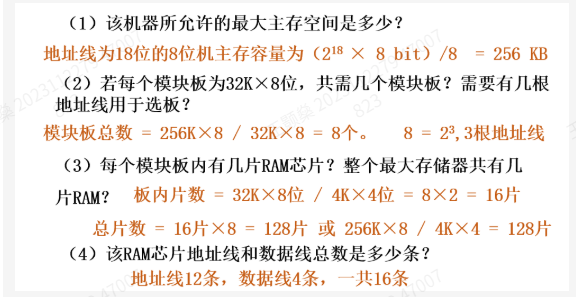 （1）该机器所允许的最大主存空间是多少？
地址线为18位的8位机主存容量为（2¹⁸ × 8 bit）/8 = 256 KB
（2）若每个模块板为32K×8位，共需几个模块板？需要有几根
地址线用于选板？
模块板总数 = 256K×8 / 32K×8 = 8个。 8 = 2³,3根地址线
（3）每个模块板内有几片RAM芯片？整个最大存储器共有几
片RAM？ 板内片数 = 32K×8位 / 4K×4位 = 8×2 = 16片
总片数 = 16片×8 = 128片 或 256K×8 / 4K×4 = 128片
（4）该RAM芯片地址线和数据线总数是多少条？
地址线12条，数据线4条，一共16条